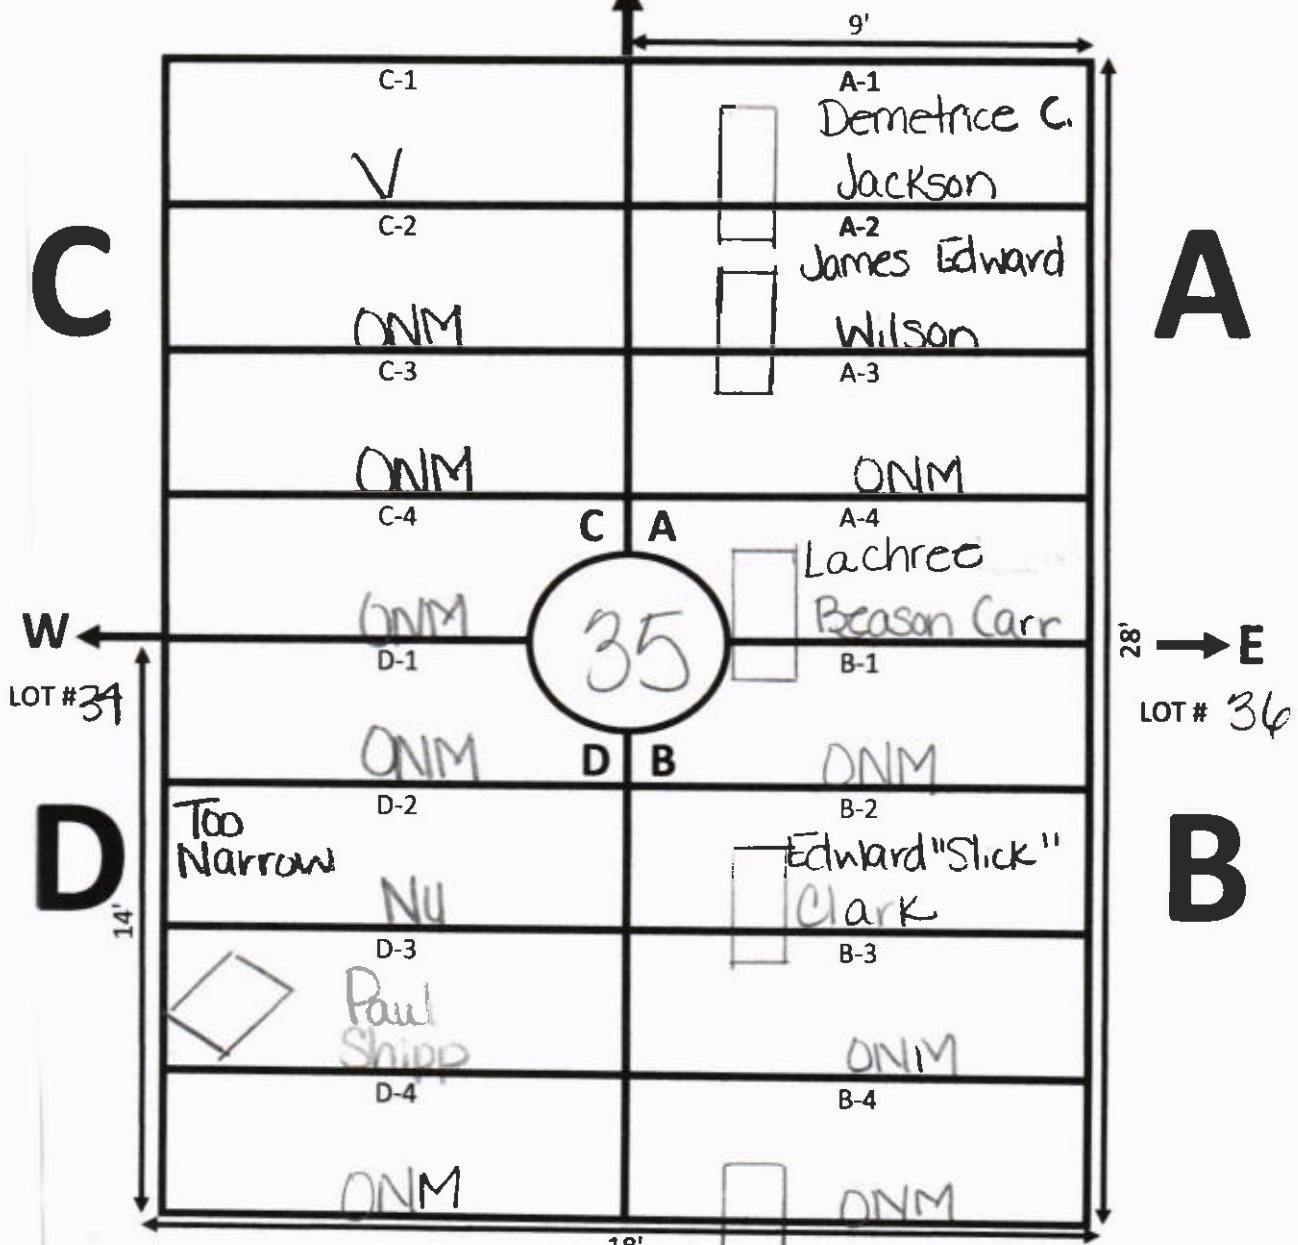 9'
C-1
A-1
Demetrice C.
Jackson
V
C-2
A-2
James Edward
Wilson
ONM
C
A
C-3
A-3
ONM
ONM
C-4
A-4
C A
Lachree
Beason Carr
ONM
35
W
E
28'
D-1
B-1
LOT #34
LOT # 36
ONM
ONM
D B
D-2
B-2
Too
Narrow
NU
Edward "Slick"
Clark
D
B
14'
D-3
B-3
Paul
Shipp
ONM
D-4
B-4
ONM
ONM
18'